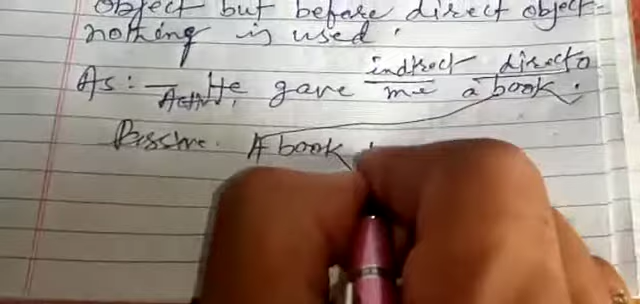 object but before direct object
nothing is used.
indirect direct o
As:— He gave me a book.
Active.
Passive. A book